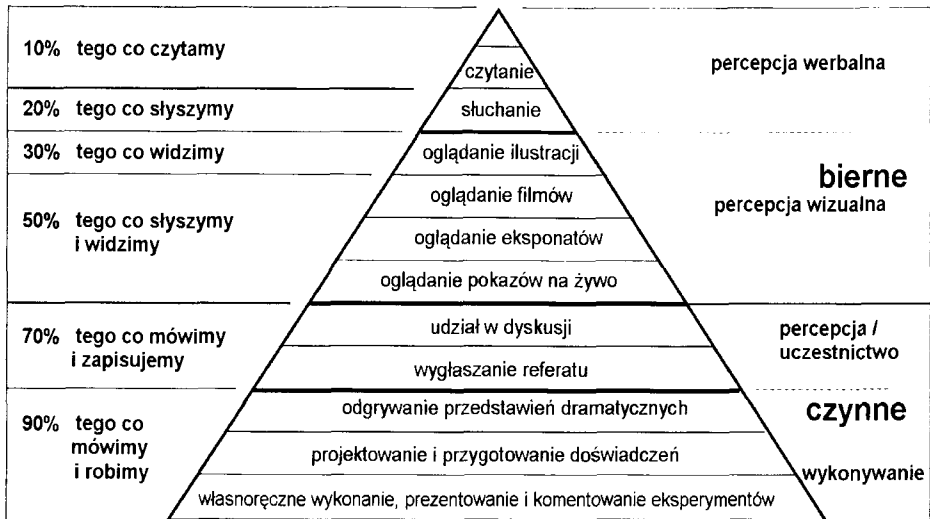 10% tego co czytamy
czytanie
percepcja werbalna
20% tego co słyszymy
słuchanie
30% tego co widzimy
oglądanie ilustracji
bierne
percepcja wizualna
oglądanie filmów
50% tego co słyszymy
i widzimy
oglądanie eksponatów
oglądanie pokazów na żywo
70% tego co mówimy
i zapisujemy
udział w dyskusji
percepcja /
uczestnictwo
wygłaszanie referatu
90% tego co
mówimy
i robimy
odgrywanie przedstawień dramatycznych
czynne
projektowanie i przygotowanie doświadczeń
wykonywanie
własnoręczne wykonanie, prezentowanie i komentowanie eksperymentów